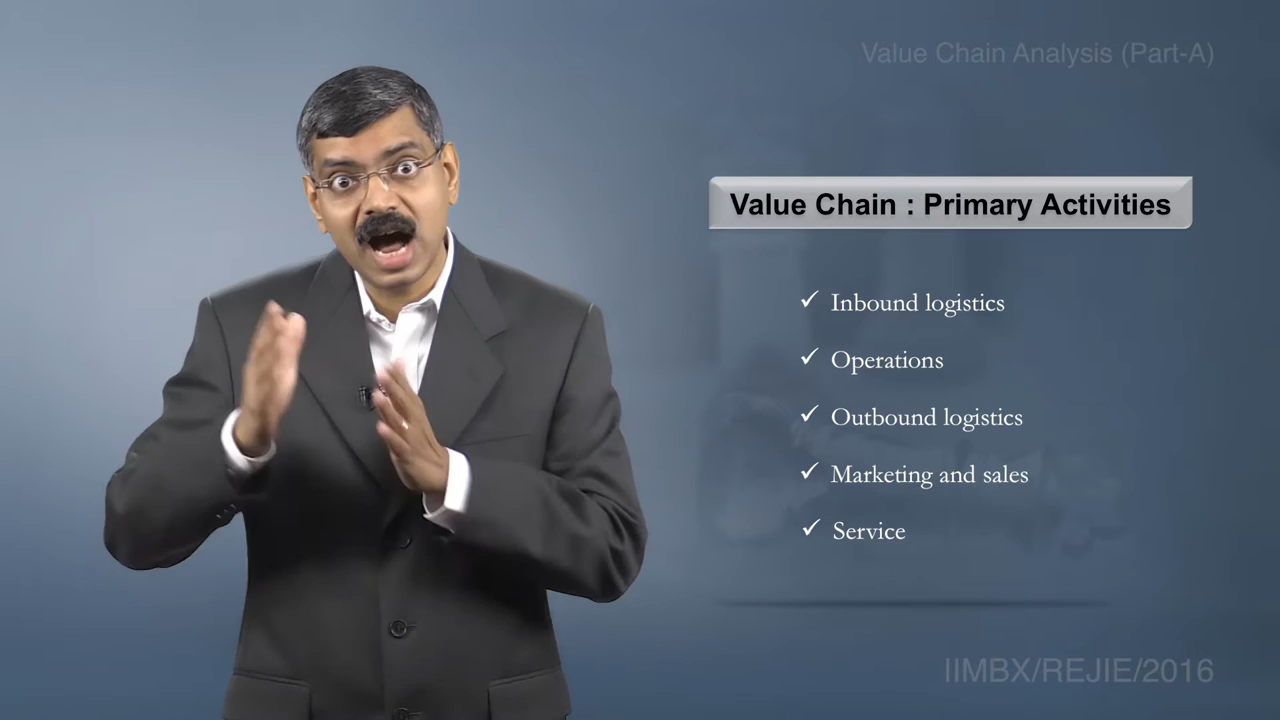 Value Chain Analysis (Part-A)
Value Chain : Primary Activities
✓ Inbound logistics
✓ Operations
✓ Outbound logistics
✓ Marketing and sales
✓ Service
IIMBX/REJIE/2016